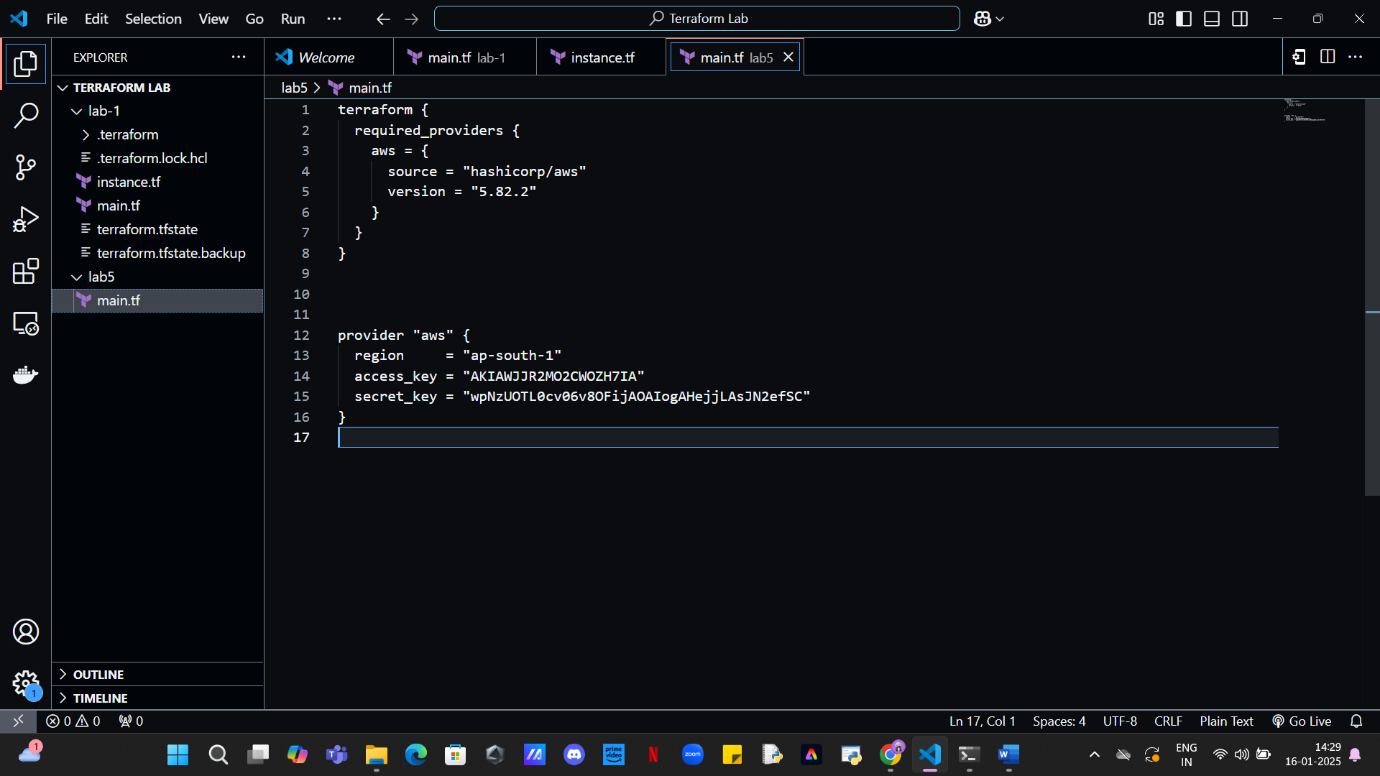 File Edit Selection View Go Run ··· Terraform Lab
EXPLORER ···
Welcome main.tf lab-1 instance.tf main.tf lab5
TERRAFORM LAB
lab-1
.terraform
.terraform.lock.hcl
instance.tf
main.tf
terraform.tfstate
terraform.tfstate.backup
lab5
main.tf
OUTLINE
TIMELINE
lab5 > main.tf
1 terraform {
2 required_providers {
3 aws = {
4 source = "hashicorp/aws"
5 version = "5.82.2"
6 }
7 }
8 }
9
10
11
12 provider "aws" {
13 region = "ap-south-1"
14 access_key = "AKIAWJJR2MO2CWOZH7IA"
15 secret_key = "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"
16 }
17
1
0 0 0 Ln 17, Col 1 Spaces: 4 UTF-8 CRLF Plain Text Go Live
1 prime video N zoom W ENG IN 14:29
16-01-2025